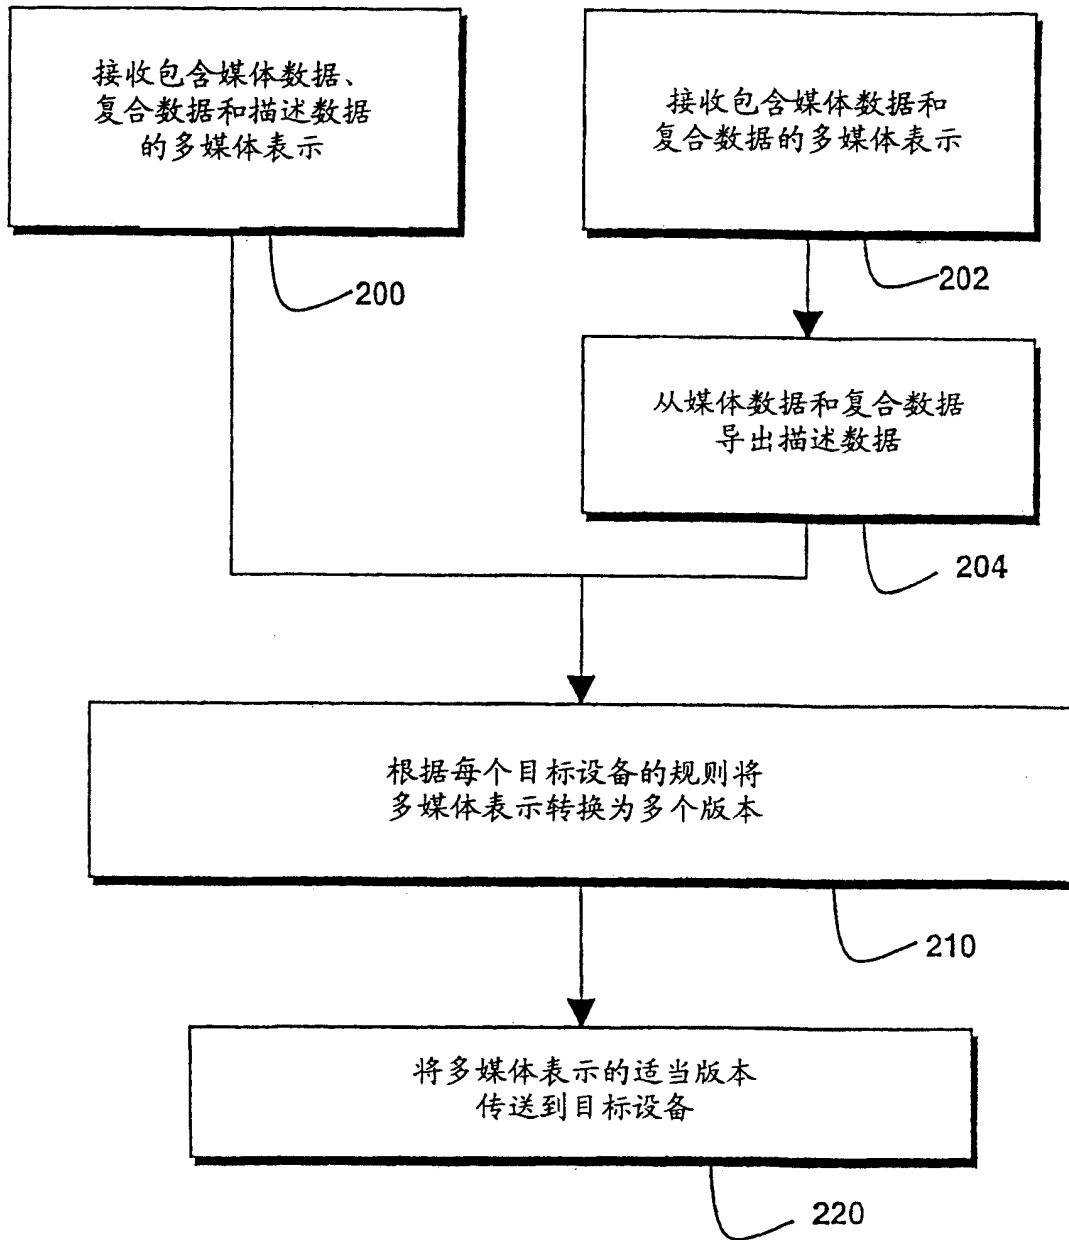 接收包含媒体数据、
复合数据和描述数据
的多媒体表示
200
接收包含媒体数据和
复合数据的多媒体表示
202
从媒体数据和复合数据
导出描述数据
204
根据每个目标设备的规则将
多媒体表示转换为多个版本
210
将多媒体表示的适当版本
传送到目标设备
220